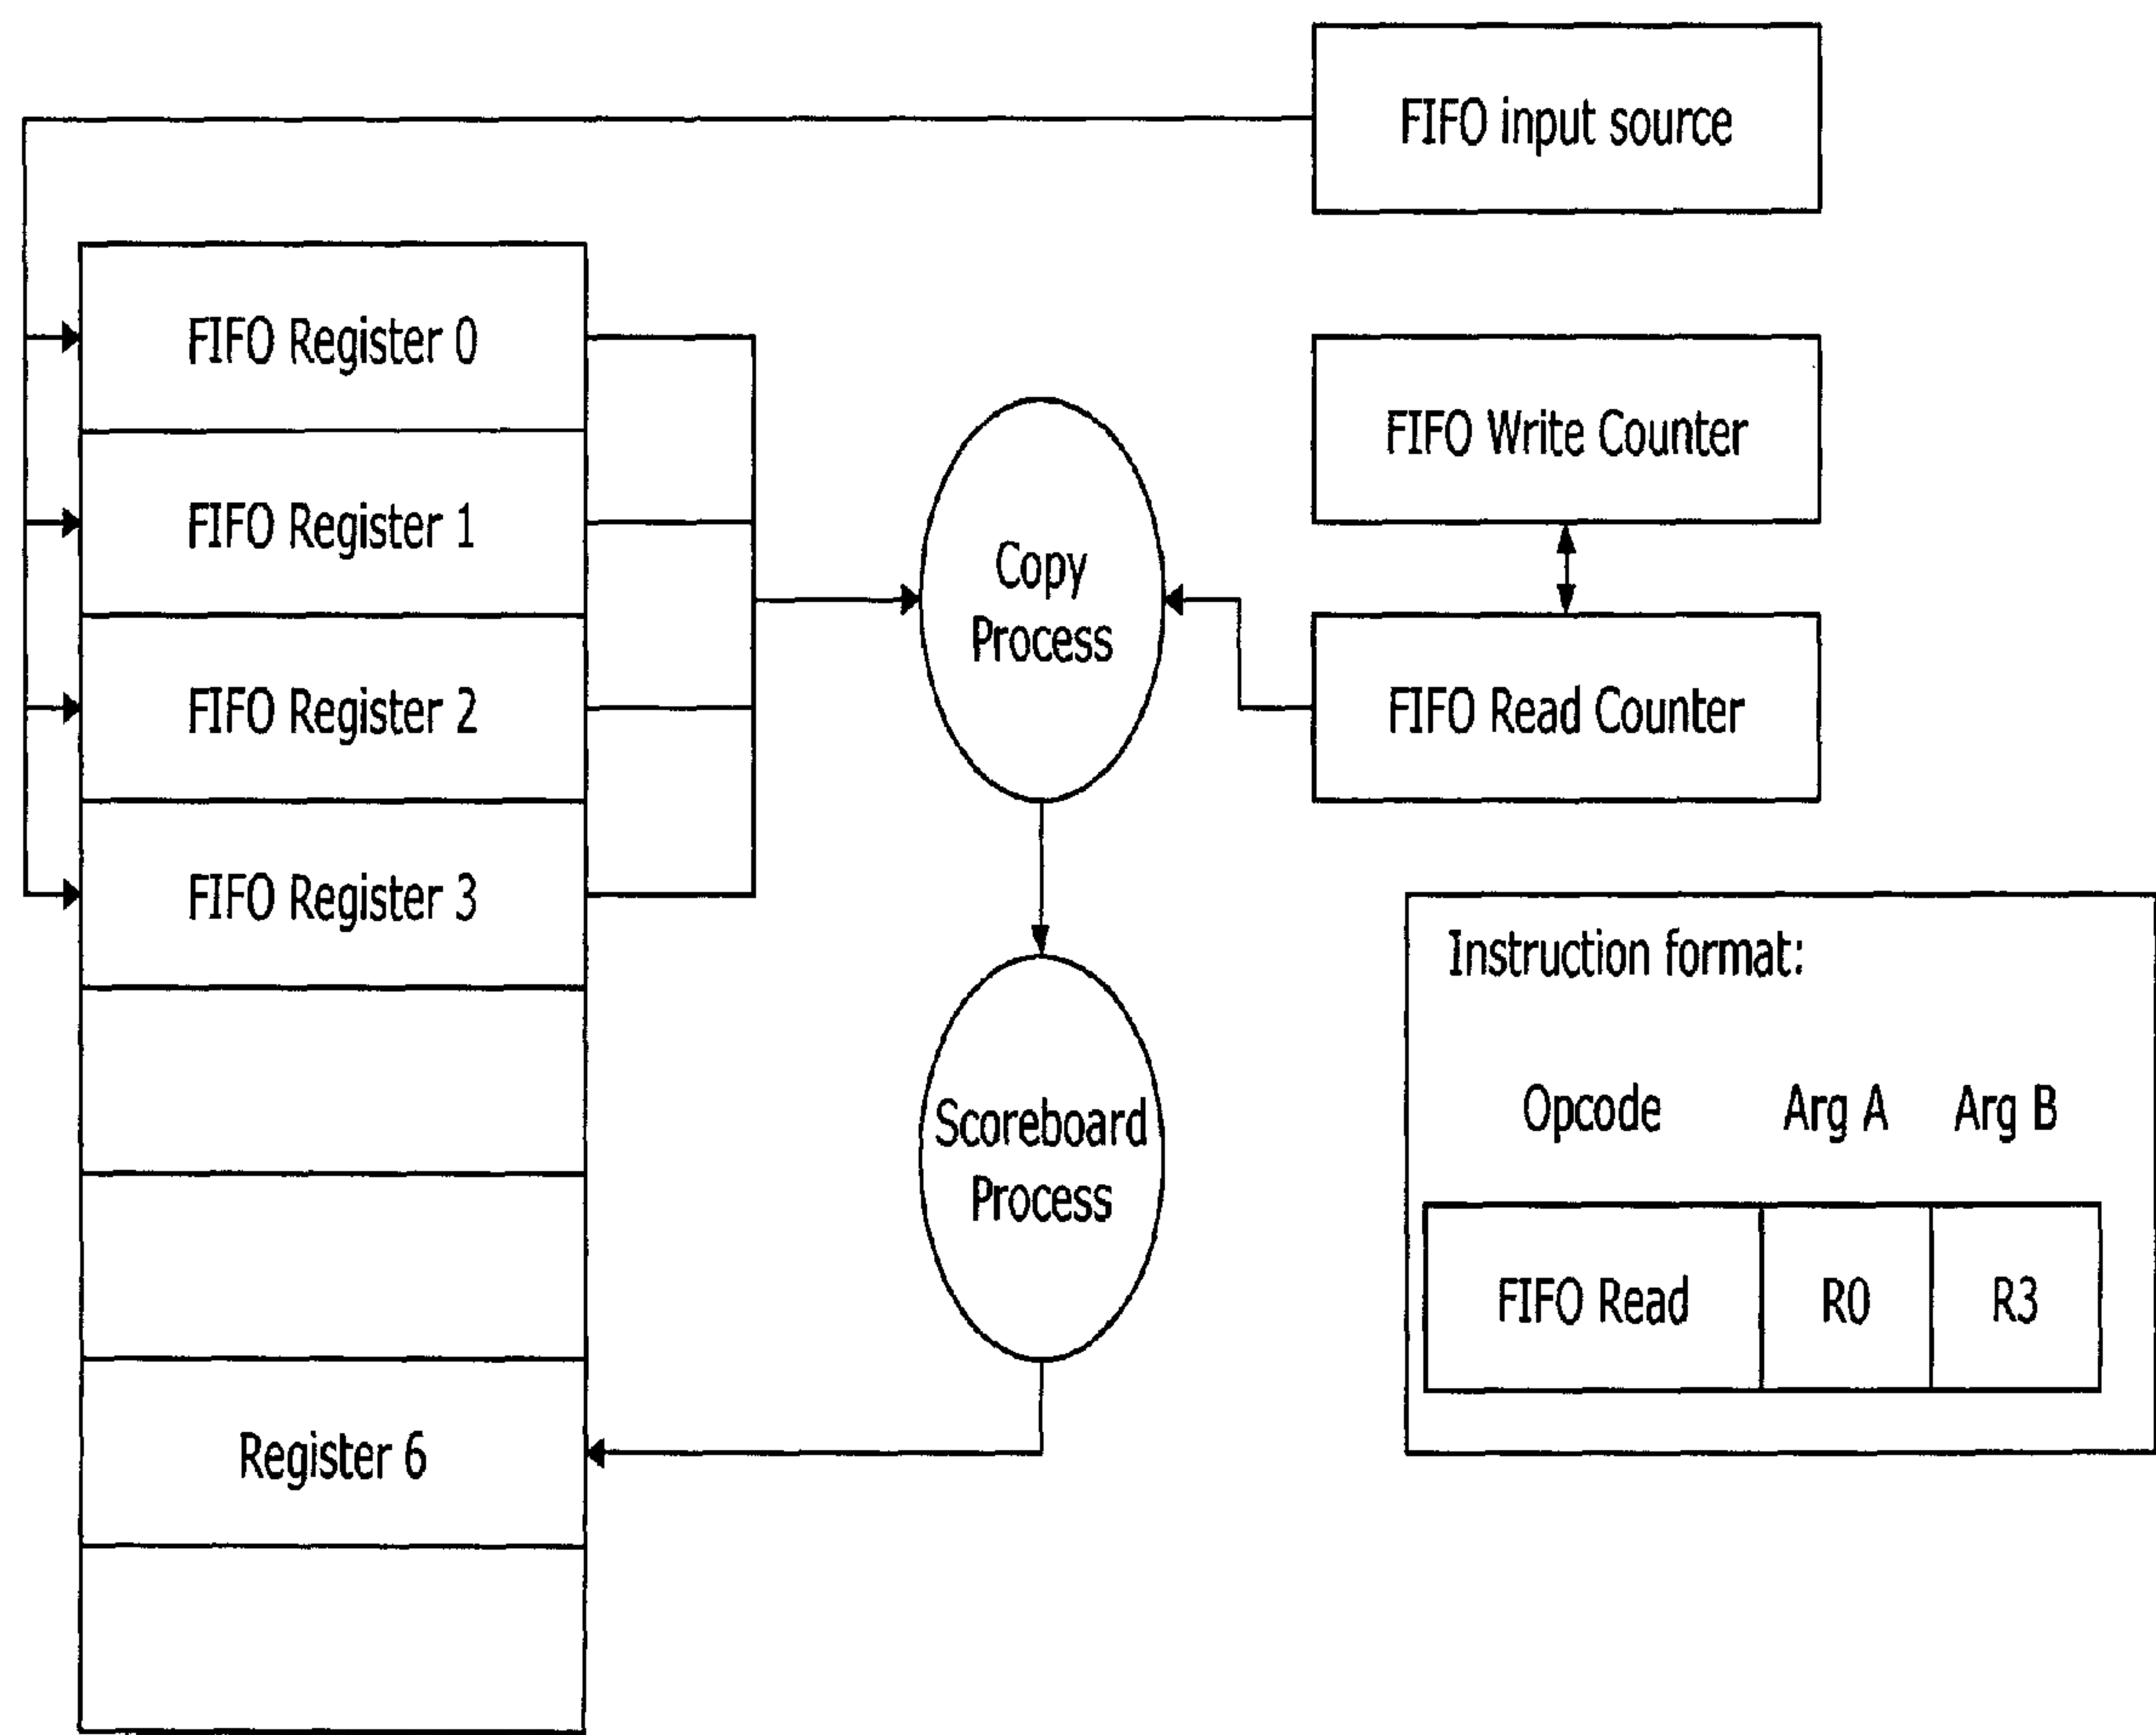 FIFO input source
FIFO Register 0
FIFO Register 1
FIFO Register 2
FIFO Register 3
Register 6
Copy
Process
Scoreboard
Process
FIFO Write Counter
FIFO Read Counter
Instruction format:
Opcode Arg A Arg B
FIFO Read R0 R3